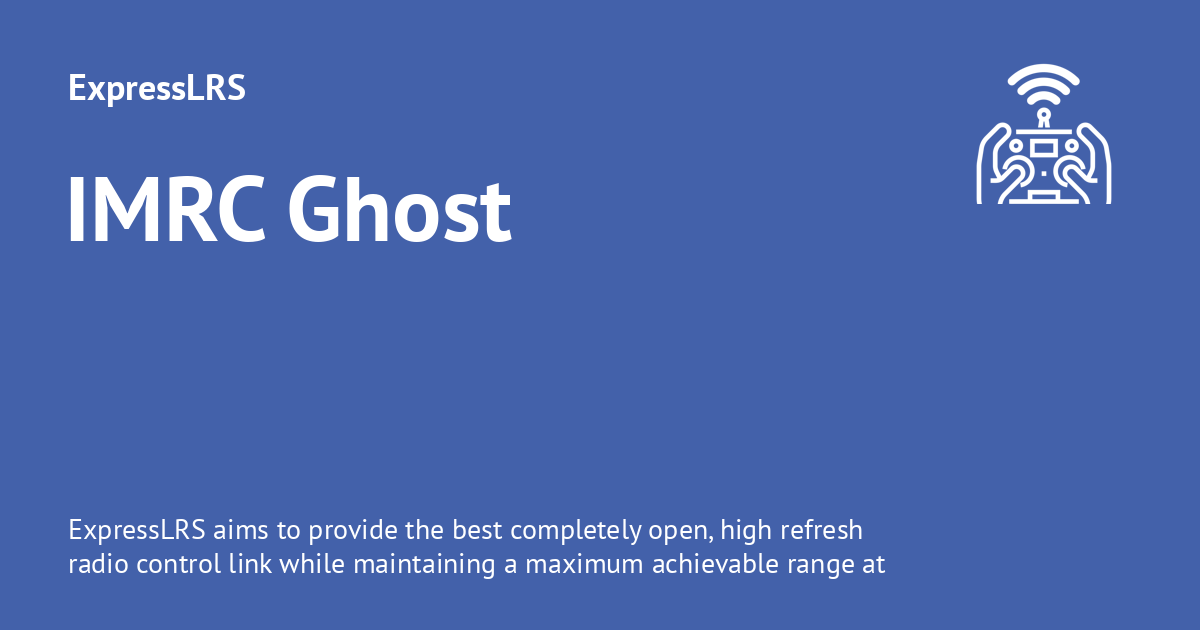 ExpressLRS
IMRC Ghost
ExpressLRS aims to provide the best completely open, high refresh
radio control link while maintaining a maximum achievable range at